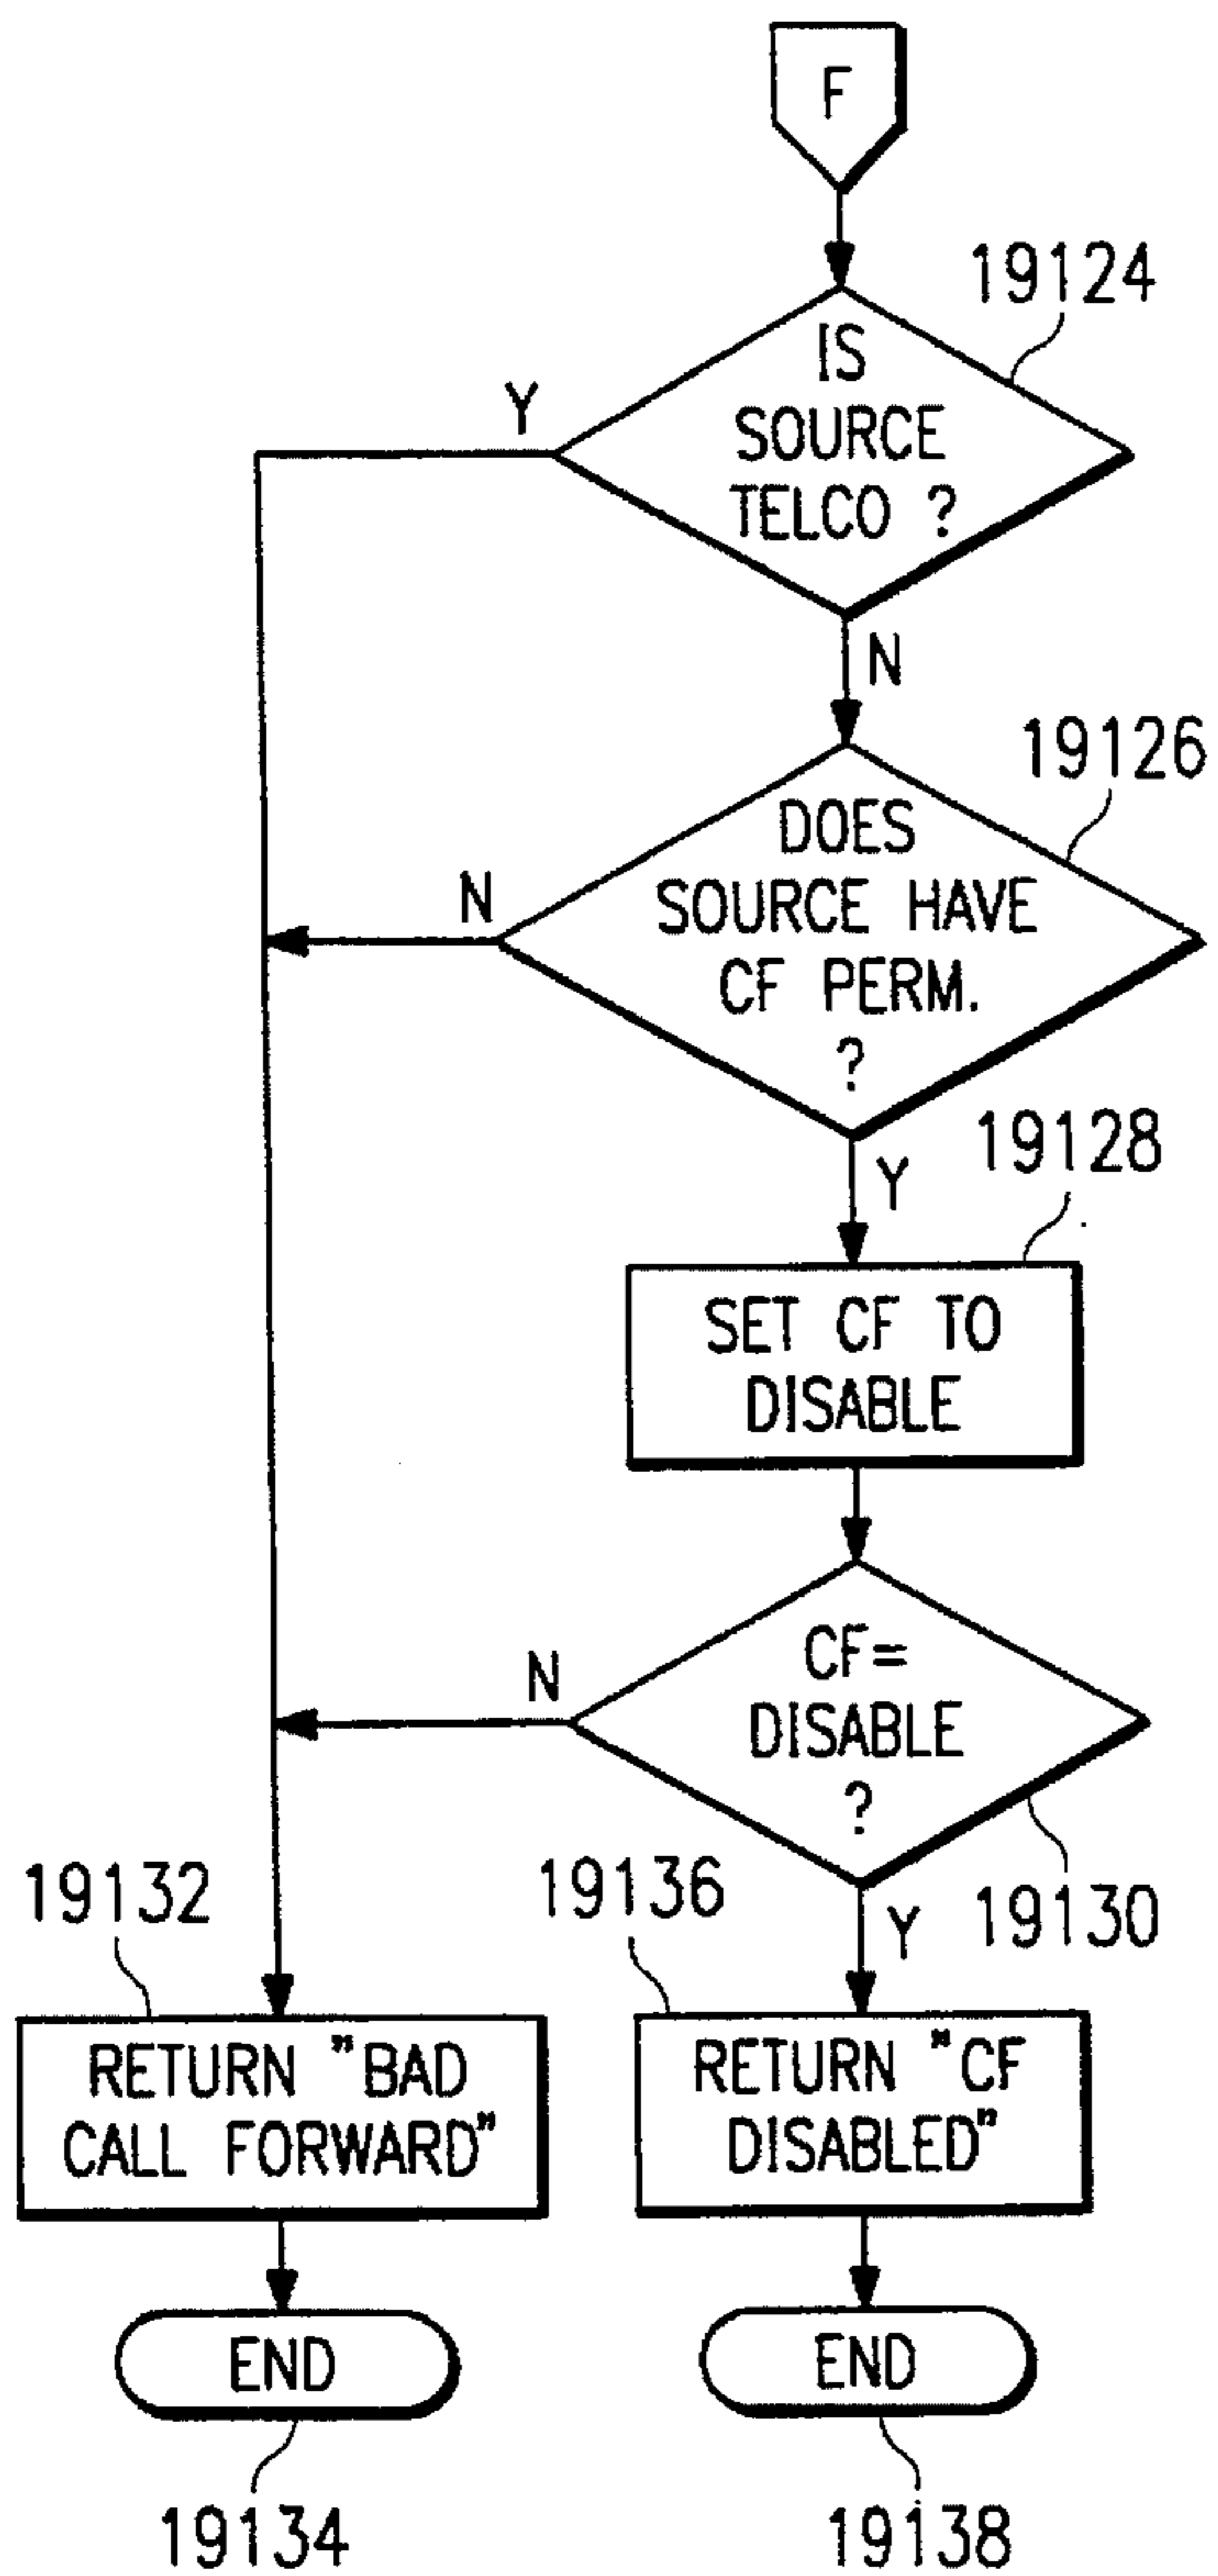 F
19124
IS
SOURCE
TELCO ?
Y
N
19126
DOES
SOURCE HAVE
CF PERM.
?
N
Y
19128
SET CF TO
DISABLE
CF=
DISABLE
?
N
Y
19130
19132
RETURN "BAD
CALL FORWARD"
19136
RETURN "CF
DISABLED"
END
END
19134
19138